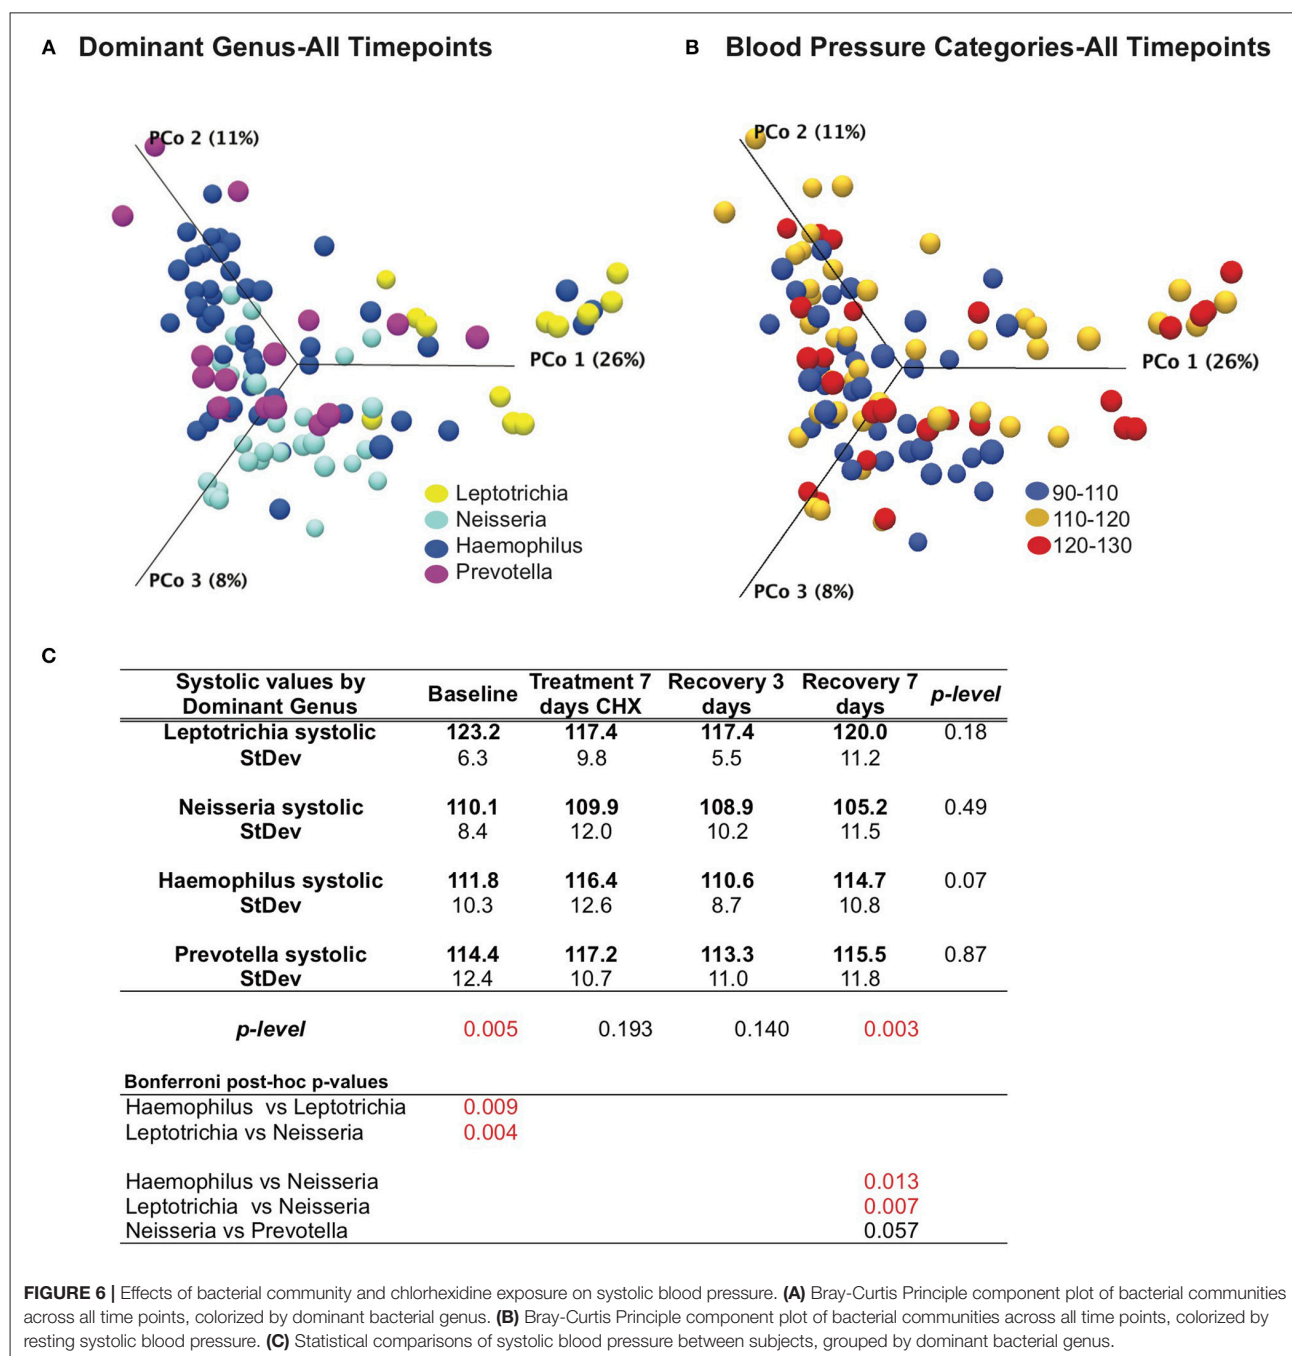 A Dominant Genus-All Timepoints
PCo 2 (11%)
PCo 1 (26%)
PCo 3 (8%)
Leptotrichia
Neisseria
Haemophilus
Prevotella
B Blood Pressure Categories-All Timepoints
PCo 2 (11%)
PCo 1 (26%)
PCo 3 (8%)
90-110
110-120
120-130
C
Systolic values by Dominant Genus Baseline Treatment 7 days CHX Recovery 3 days Recovery 7 days p-level
Leptotrichia systolic 123.2 117.4 117.4 120.0 0.18
StDev 6.3 9.8 5.5 11.2
Neisseria systolic 110.1 109.9 108.9 105.2 0.49
StDev 8.4 12.0 10.2 11.5
Haemophilus systolic 111.8 116.4 110.6 114.7 0.07
StDev 10.3 12.6 8.7 10.8
Prevotella systolic 114.4 117.2 113.3 115.5 0.87
StDev 12.4 10.7 11.0 11.8
p-level 0.005 0.193 0.140 0.003
Bonferroni post-hoc p-values
Haemophilus vs Leptotrichia 0.009
Leptotrichia vs Neisseria 0.004
Haemophilus vs Neisseria 0.013
Leptotrichia vs Neisseria 0.007
Neisseria vs Prevotella 0.057
FIGURE 6 | Effects of bacterial community and chlorhexidine exposure on systolic blood pressure. (A) Bray-Curtis Principle component plot of bacterial communities
across all time points, colorized by dominant bacterial genus. (B) Bray-Curtis Principle component plot of bacterial communities across all time points, colorized by
resting systolic blood pressure. (C) Statistical comparisons of systolic blood pressure between subjects, grouped by dominant bacterial genus.